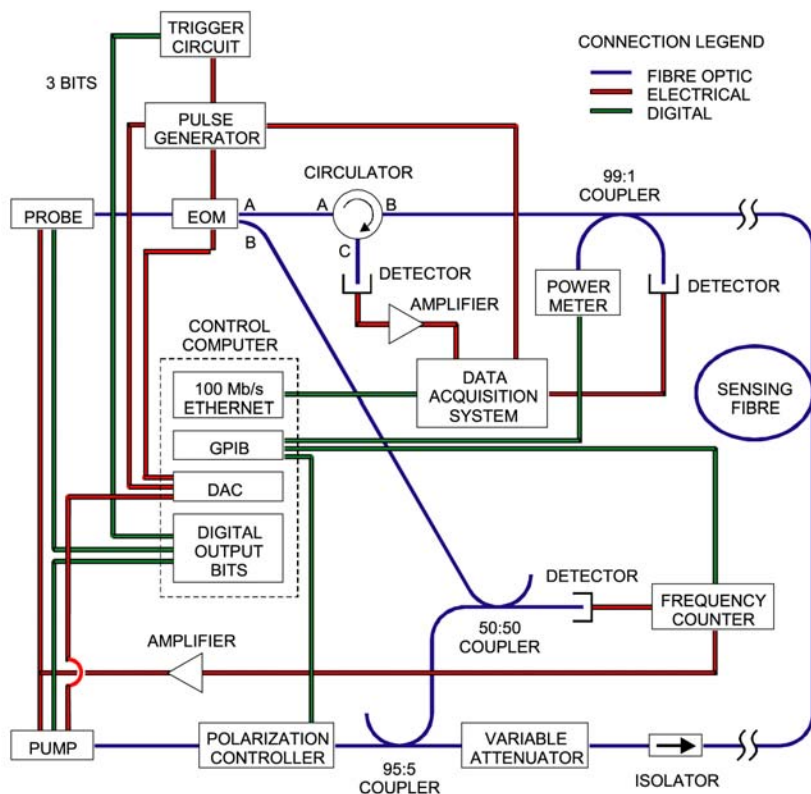 TRIGGER
CIRCUIT
CONNECTION LEGEND
3 BITS
FIBRE OPTIC
ELECTRICAL
DIGITAL
PULSE
GENERATOR
CIRCULATOR
99:1
COUPLER
PROBE
EOM
A
A
B
B
C
DETECTOR
POWER
METER
DETECTOR
AMPLIFIER
CONTROL
COMPUTER
100 Mb/s
ETHERNET
DATA
ACQUISITION
SYSTEM
SENSING
FIBRE
GPIB
DAC
DIGITAL
OUTPUT
BITS
DETECTOR
FREQUENCY
COUNTER
50:50
COUPLER
AMPLIFIER
PUMP
POLARIZATION
CONTROLLER
95:5
COUPLER
VARIABLE
ATTENUATOR
ISOLATOR